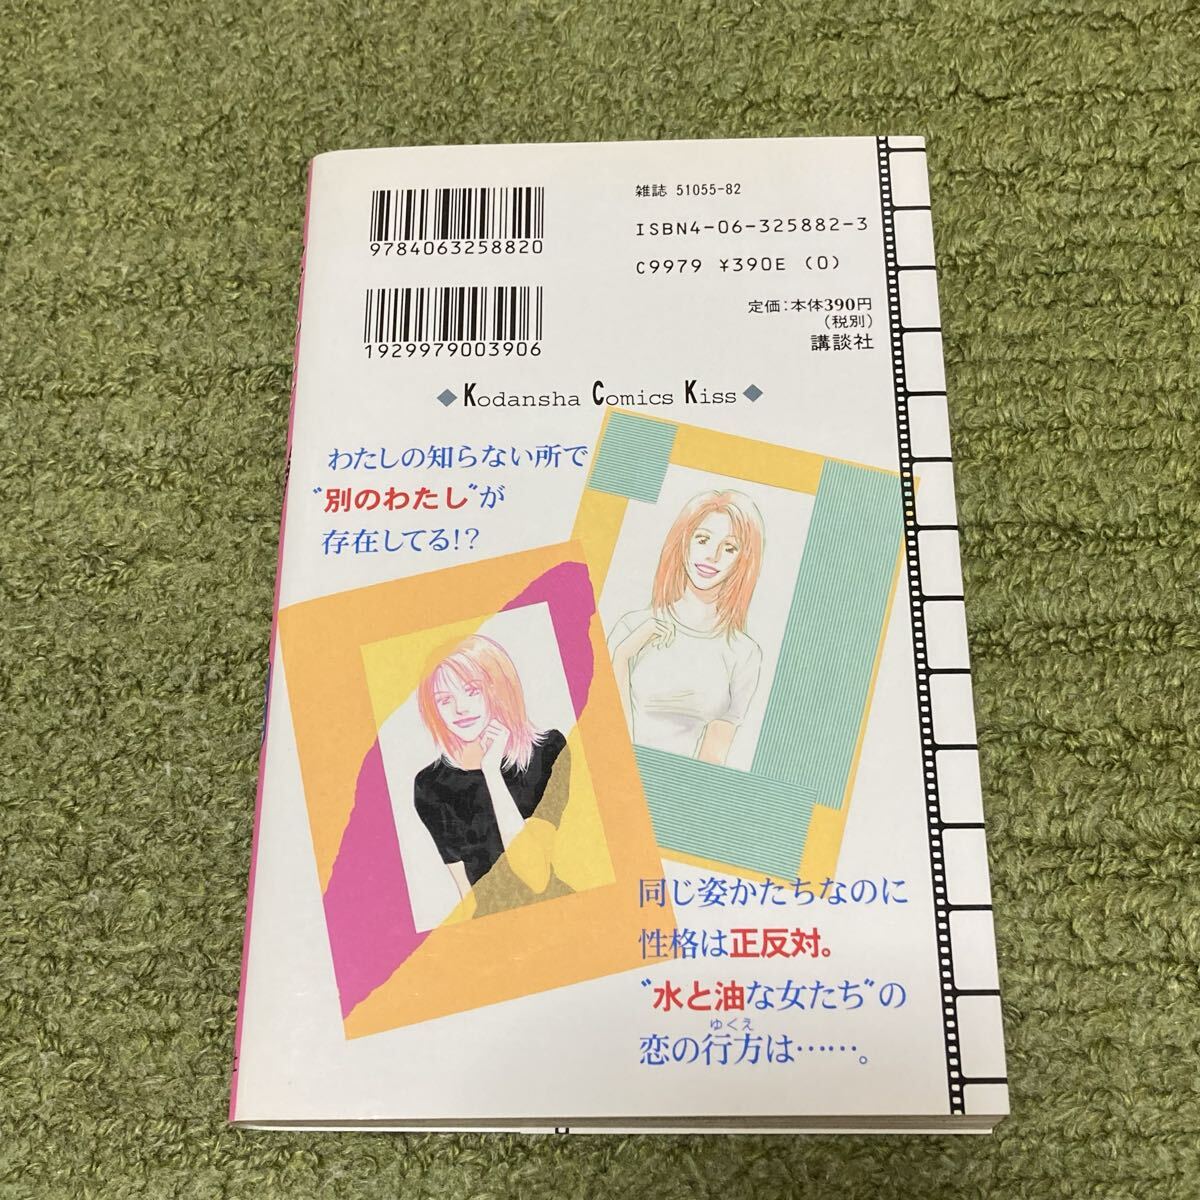 9784063258820
雑誌 51055-82
ISBN4-06-325882-3
C9979 ¥390E (0)
1929979003906
定価:本体390円
(税別)
講談社
◆Kodansha Comics Kiss◆
わたしの知らない所で
“別のわたし”が
存在してる!?
同じ姿かたちなのに
性格は正反対。
“水と油な女たち”の
ゆくえ
恋の行方は……。